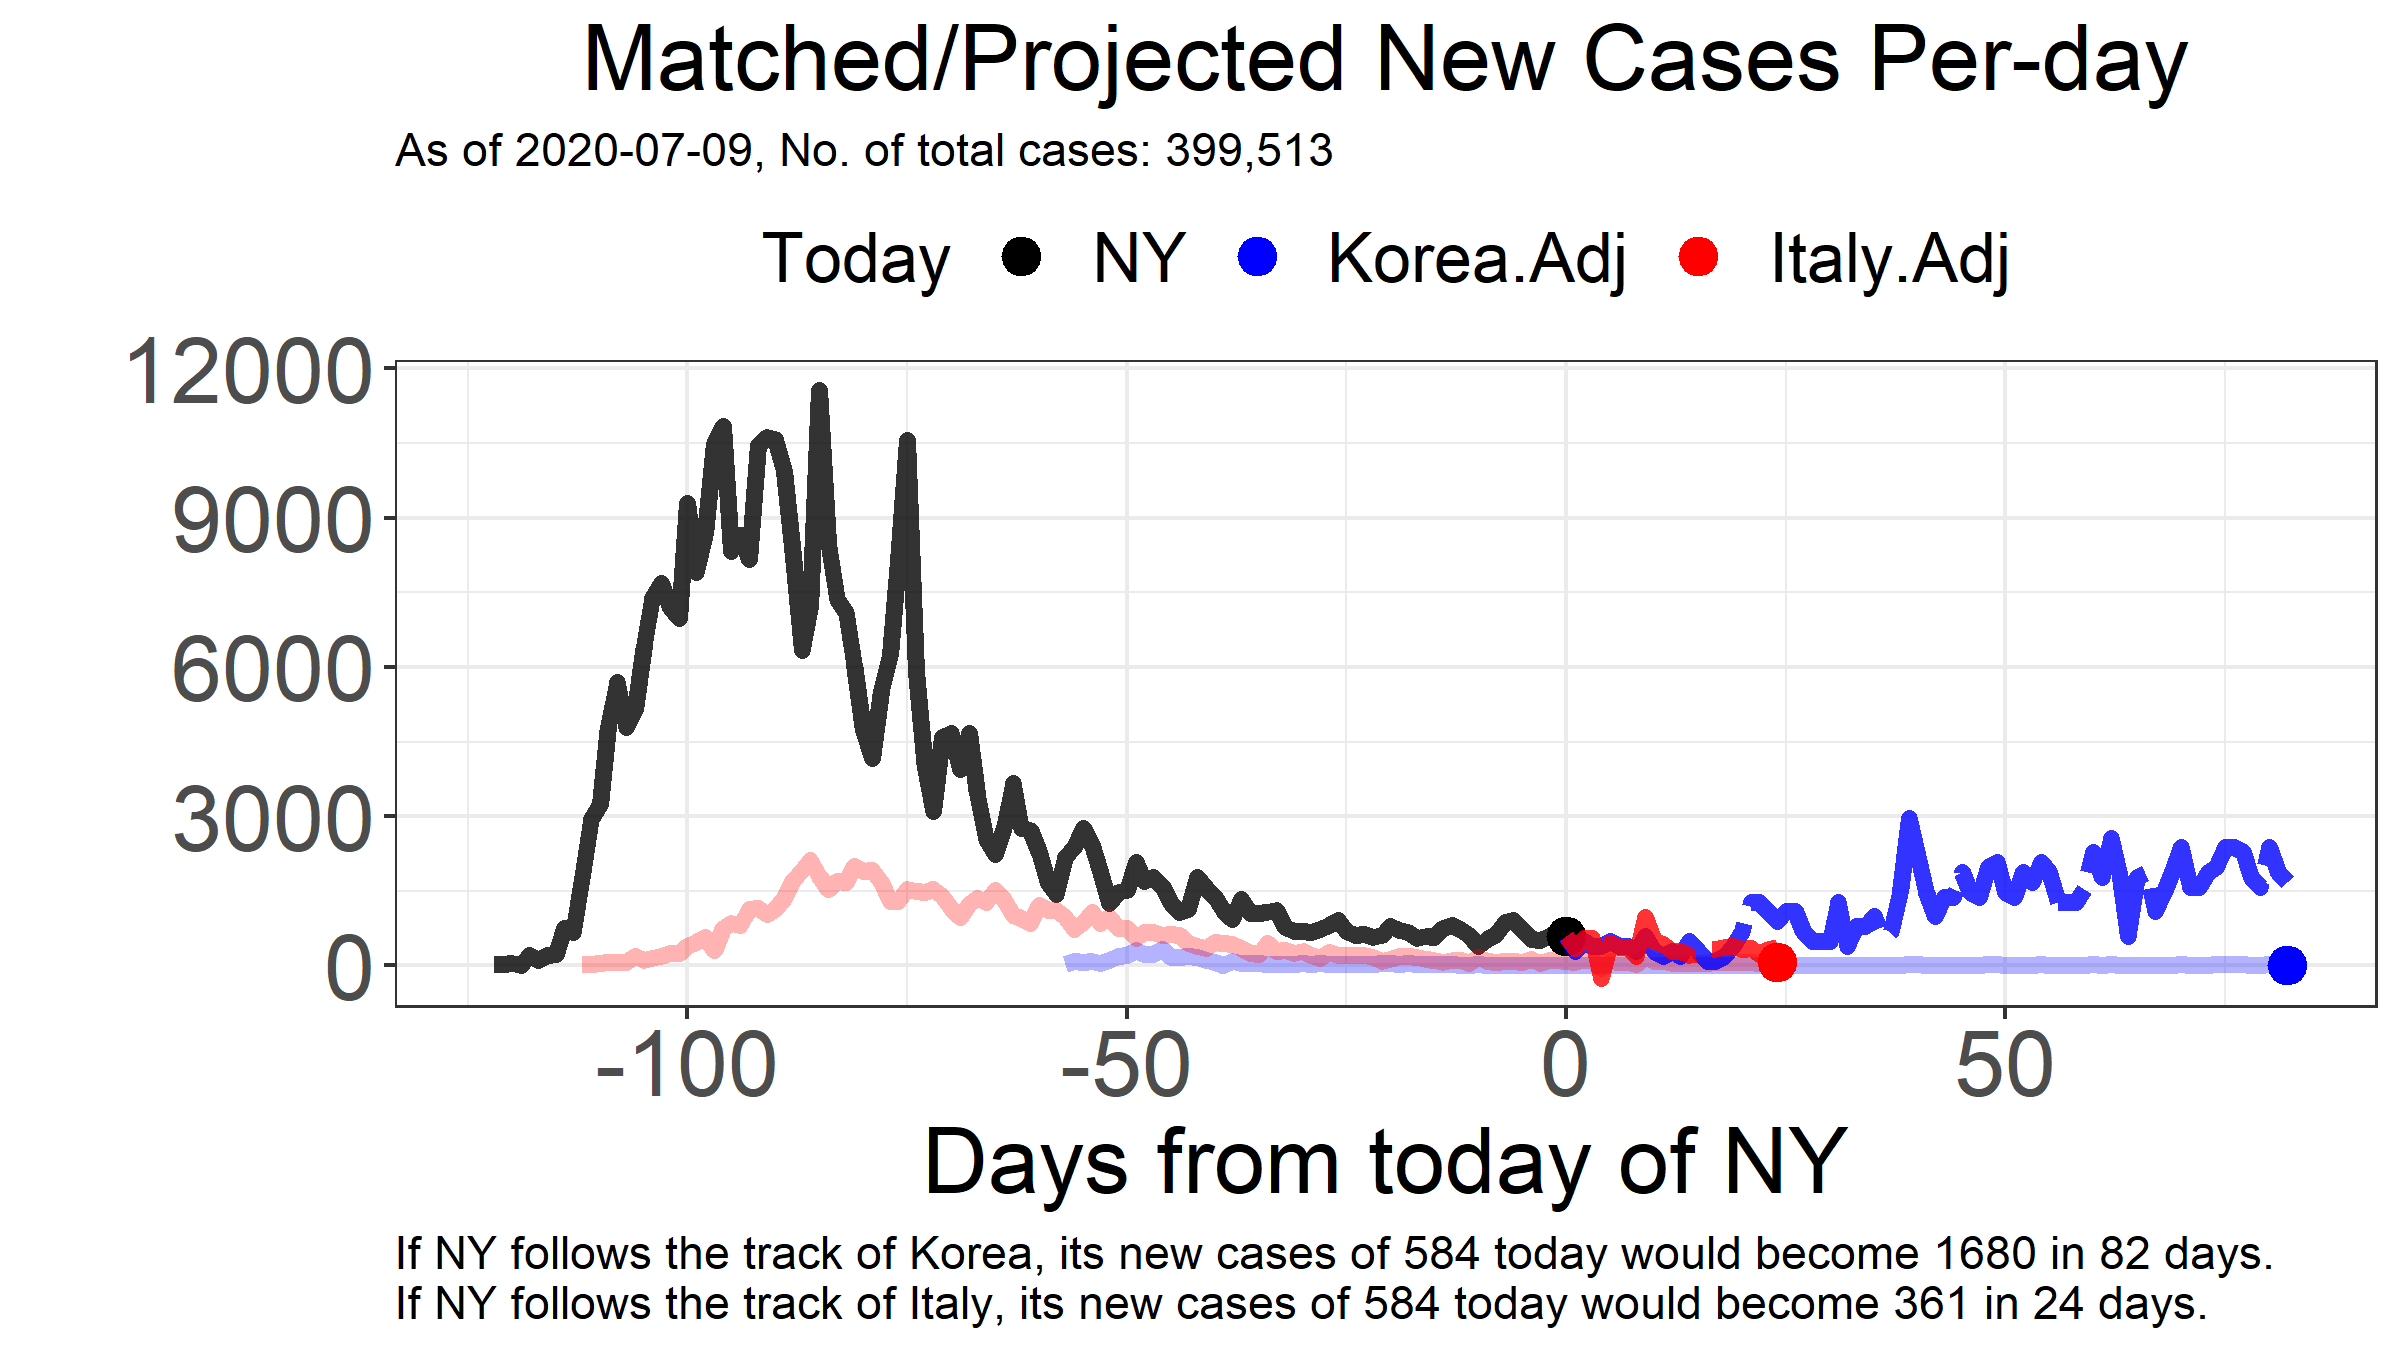 Matched/Projected New Cases Per-day
As of 2020-07-09, No. of total cases: 399,513
Today NY Korea.Adj Italy.Adj
12000
9000
6000
3000
0
-100 -50 0 50
Days from today of NY
If NY follows the track of Korea, its new cases of 584 today would become 1680 in 82 days.
If NY follows the track of Italy, its new cases of 584 today would become 361 in 24 days.